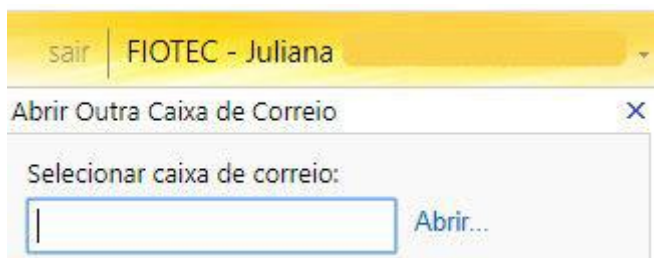 sair | FIOTEC - Juliana
Abrir Outra Caixa de Correio
Selecionar caixa de correio:
Abrir...